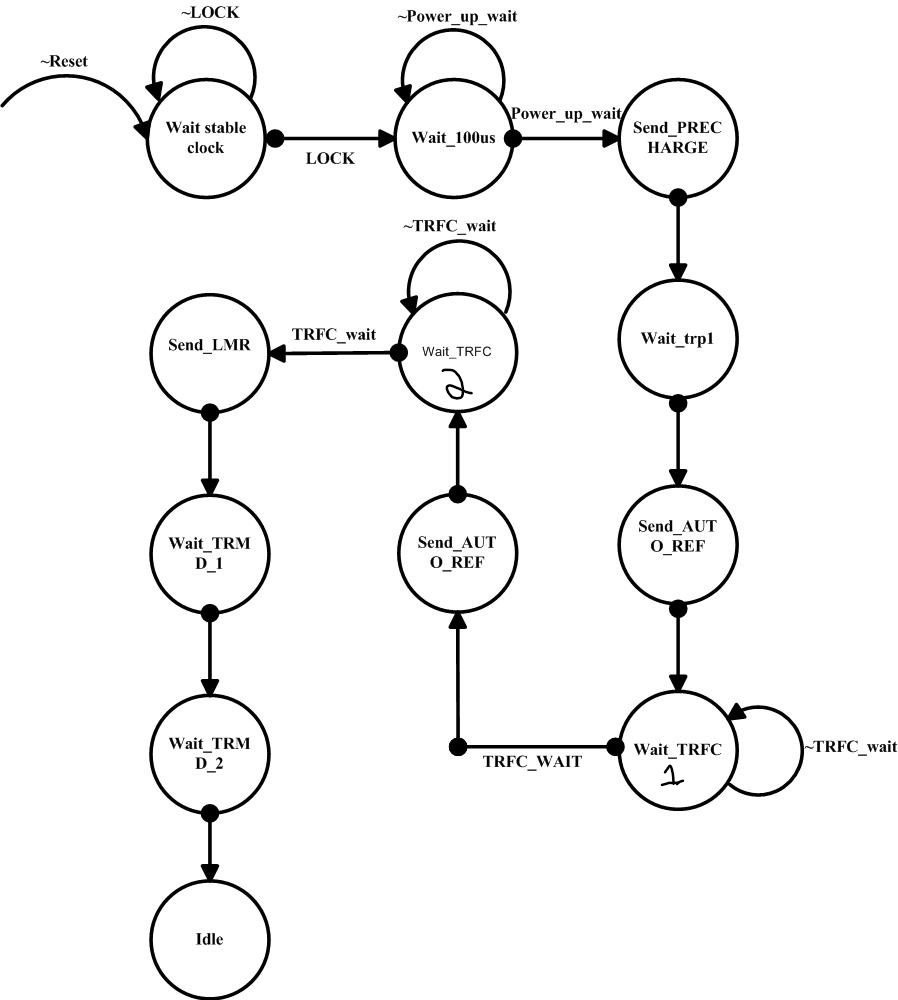 ~LOCK
~Power_up_wait
~Reset
Wait stable
clock
LOCK
Wait_100us
Power_up_wait
Send_PREC
HARGE
~TRFC_wait
Send_LMR
TRFC_wait
Wait_TRFC
2
Wait_trp1
Wait_TRM
D_1
Send_AUT
O_REF
Send_AUT
O_REF
Wait_TRM
D_2
TRFC_WAIT
Wait_TRFC
1
~TRFC_wait
Idle